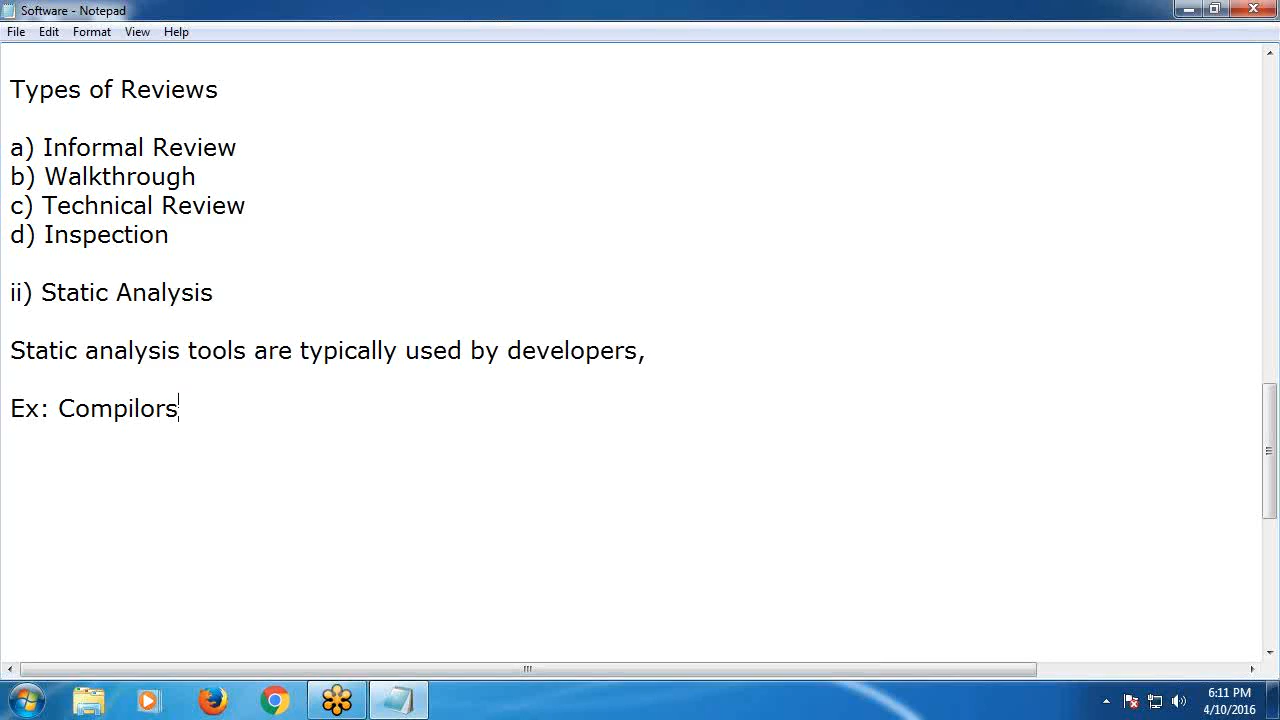 Software - Notepad
File Edit Format View Help
Types of Reviews
a) Informal Review
b) Walkthrough
c) Technical Review
d) Inspection
ii) Static Analysis
Static analysis tools are typically used by developers,
Ex: Compilors
6:11 PM
4/10/2016